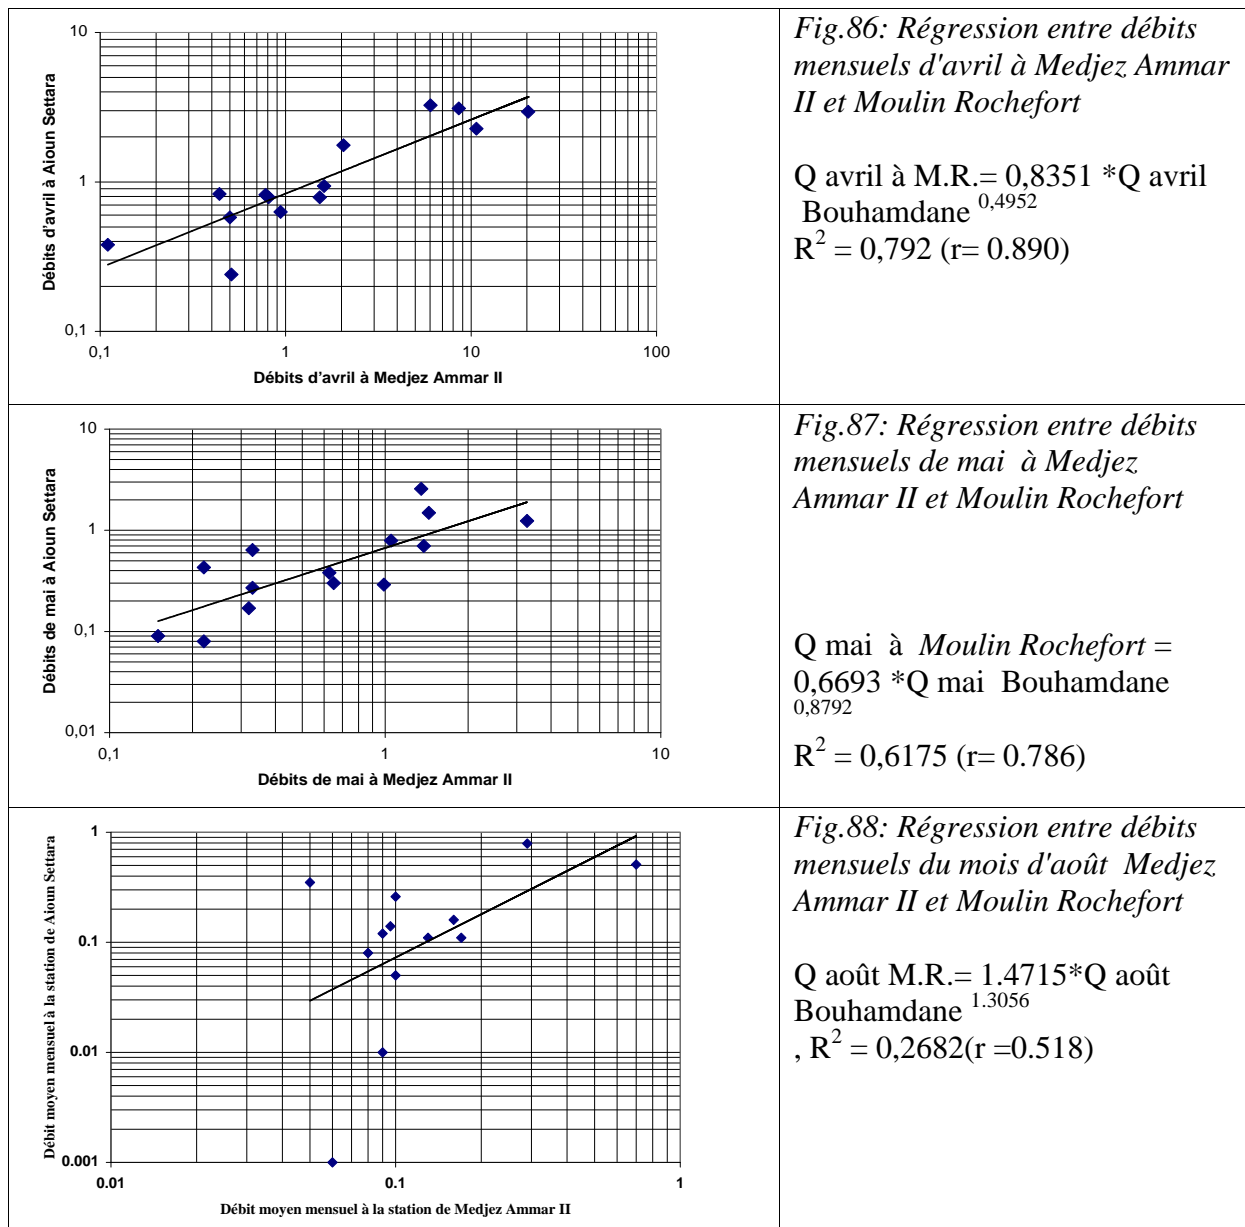 10
1
0,1
0,1
1
10
100
Débits d'avril à Aioun Settara
Débits d'avril à Medjez Ammar II
Fig.86: Régression entre débits
mensuels d'avril à Medjez Ammar
II et Moulin Rochefort
Q avril à M.R.= 0,8351 *Q avril
Bouhamdane 0,4952
R2 = 0,792 (r= 0.890)
10
1
0,1
0,01
0,1
1
10
Débits de mai à Aioun Settara
Débits de mai à Medjez Ammar II
Fig.87: Régression entre débits
mensuels de mai à Medjez
Ammar II et Moulin Rochefort
Q mai à Moulin Rochefort =
0,6693 *Q mai Bouhamdane
0,8792
R2 = 0,6175 (r= 0.786)
1
0.1
0.01
0.001
0.01
0.1
1
Débit moyen mensuel à la station de Aioun Settara
Débit moyen mensuel à la station de Medjez Ammar II
Fig.88: Régression entre débits
mensuels du mois d'août Medjez
Ammar II et Moulin Rochefort
Q août M.R.= 1.4715*Q août
Bouhamdane 1.3056
, R2 = 0,2682(r =0.518)